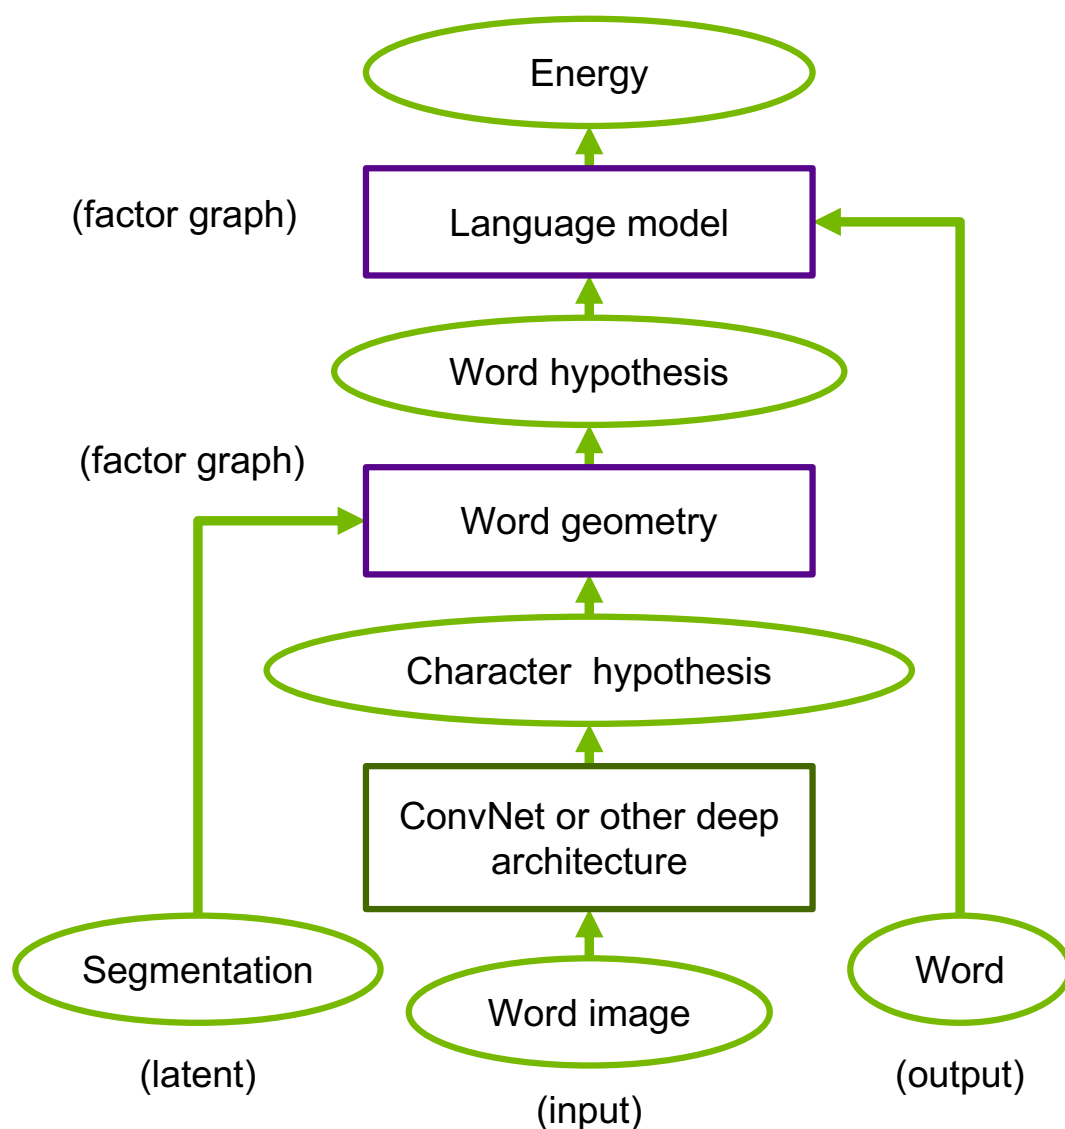 Energy
(factor graph)
Language model
Word hypothesis
(factor graph)
Word geometry
Character hypothesis
ConvNet or other deep
architecture
Segmentation
Word image
Word
(latent)
(input)
(output)